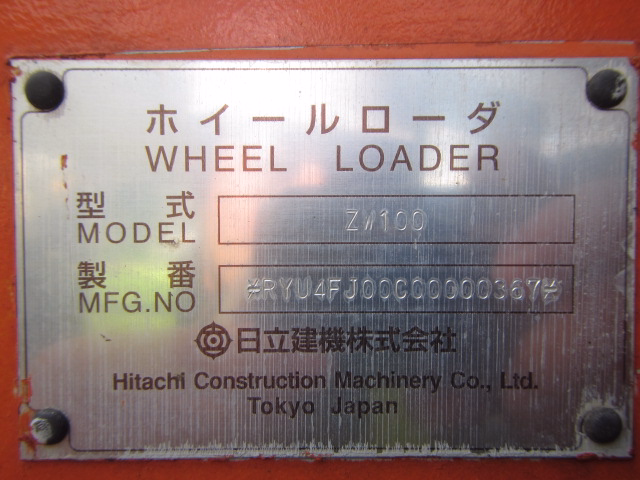 ホイールローダ
WHEEL LOADER
型式 ZW100
MODEL
製番
MFG.NO
日立建機株式会社
Hitachi Construction Machinery Co., Ltd.
Tokyo Japan